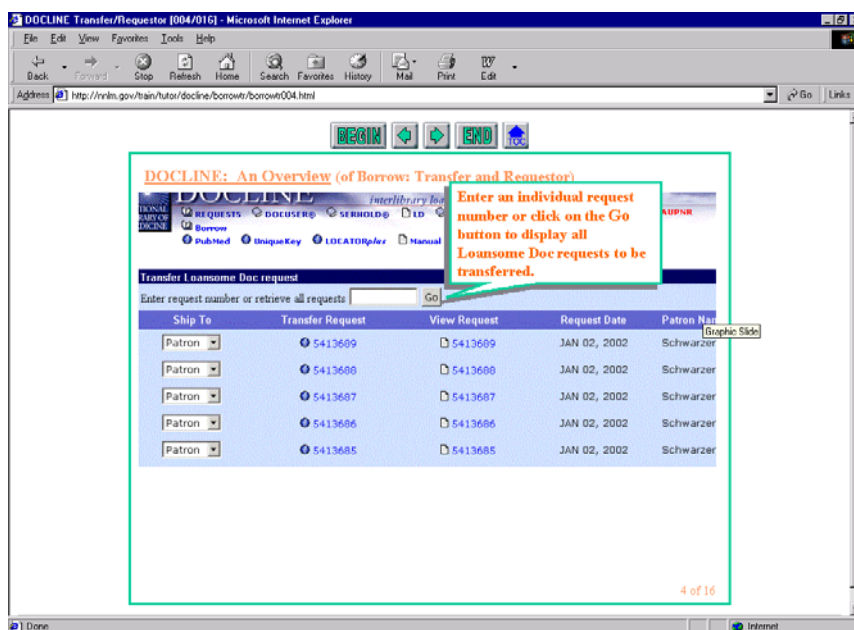 DOCLINE Transfer/Requestor [004/016] - Microsoft Internet Explorer
File Edit View Favorites Tools Help
Back Forward Stop Refresh Home Search Favorites History Mail Print Edit
Address http://nnlm.gov/train/tutor/docline/borrowtr/borrowtr004.html Go Links
BEGIN END TOC
DOCLINE: An Overview (of Borrow: Transfer and Requestor)
DOCLINE interlibrary loa
REQUESTS DOCUSER® SERHOLD® LD AUPNR
Borrow
PubMed UniqueKey LOCATORplus Manual
Enter an individual request
number or click on the Go
button to display all
Loansome Doc requests to be
transferred.
Transfer Loansome Doc request
Enter request number or retrieve all requests Go
Ship To Transfer Request View Request Request Date Patron Nam
Graphic Slide
Patron 5413689 5413689 JAN 02, 2002 Schwarzer
Patron 5413688 5413688 JAN 02, 2002 Schwarzer
Patron 5413687 5413687 JAN 02, 2002 Schwarzer
Patron 5413686 5413686 JAN 02, 2002 Schwarzer
Patron 5413685 5413685 JAN 02, 2002 Schwarzer
4 of 16
Done Internet